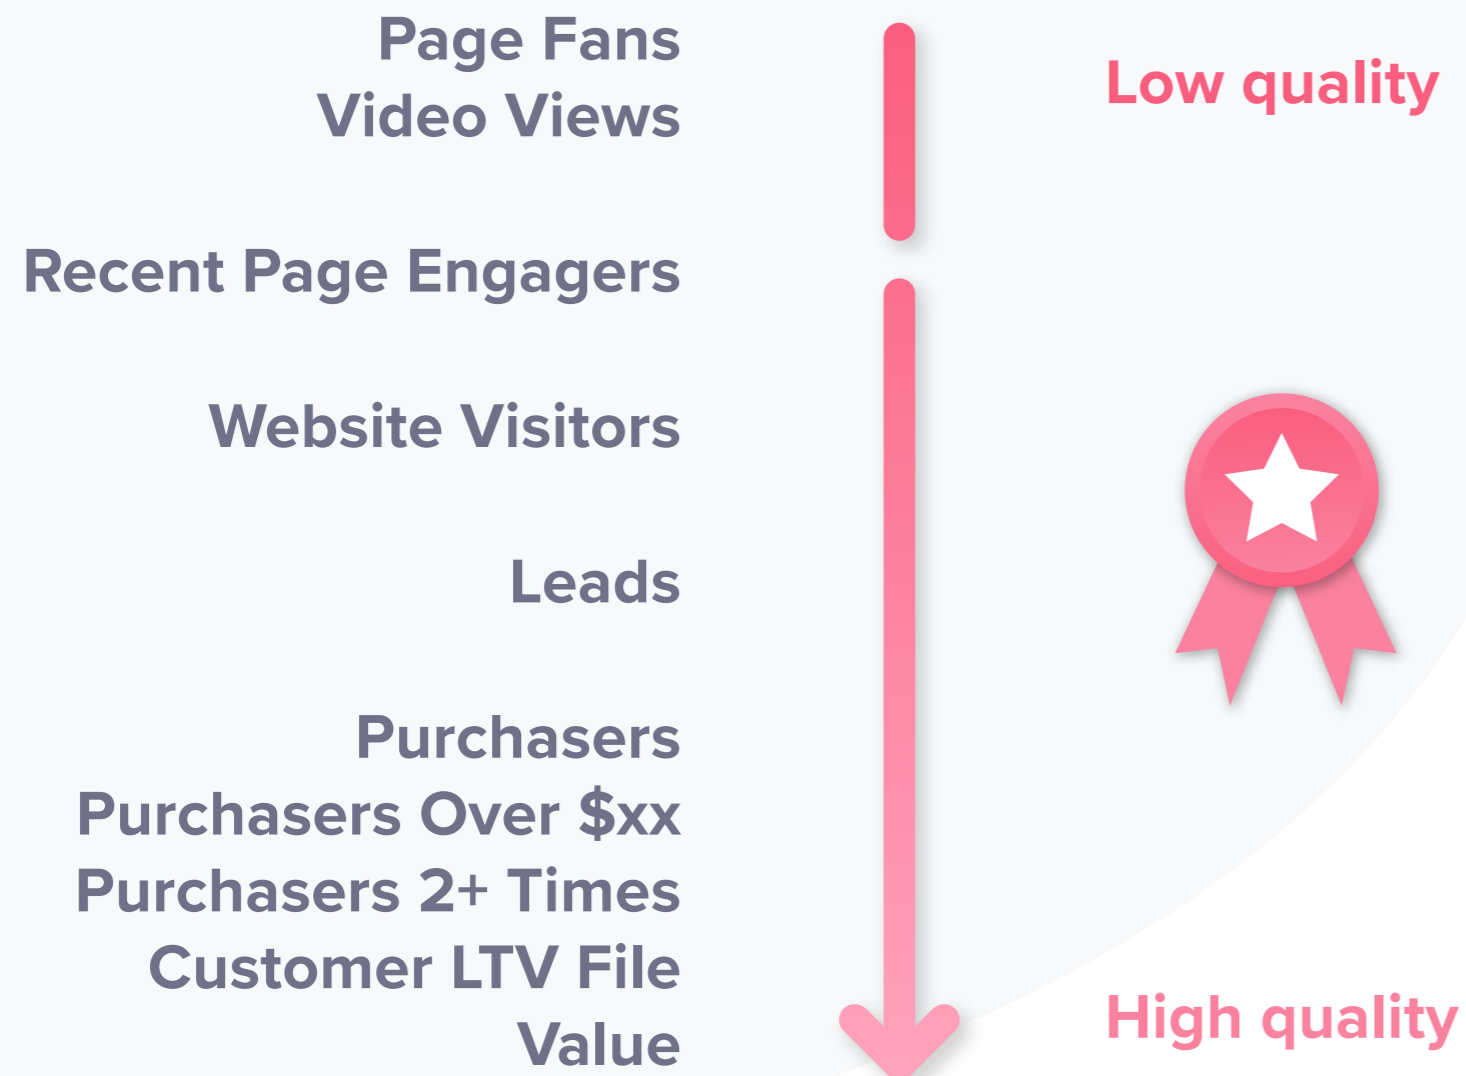 Page Fans
Video Views
Low quality
Recent Page Engagers
Website Visitors
Leads
Purchasers
Purchasers Over $xx
Purchasers 2+ Times
Customer LTV File
Value
High quality